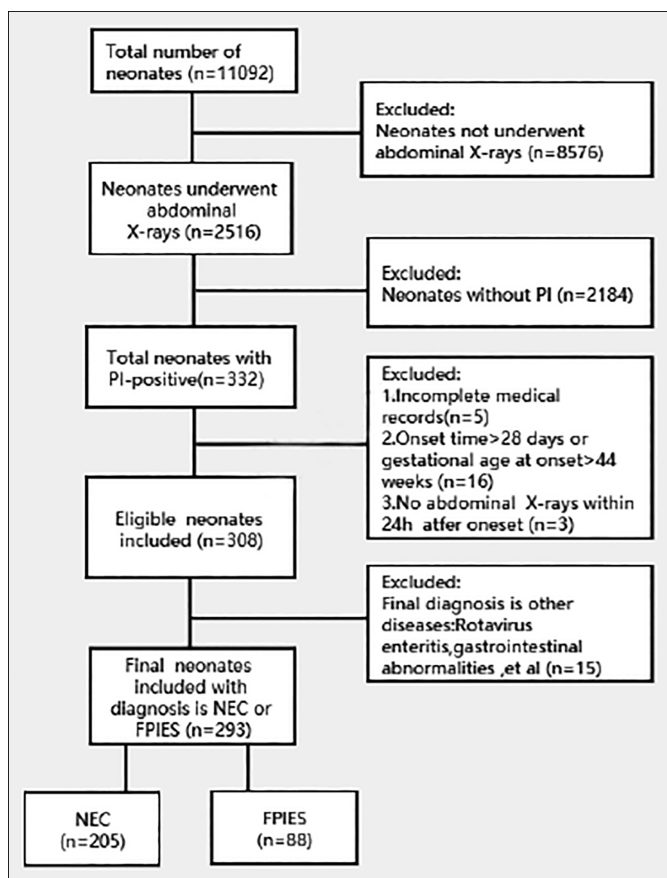 Total number of
neonates (n=11092)
Excluded:
Neonates not underwent
abdominal X-rays (n=8576)
Neonates underwent
abdominal
X-rays (n=2516)
Excluded:
Neonates without PI (n=2184)
Total neonates with
PI-positive(n=332)
Excluded:
1.Incomplete medical
records(n=5)
2.Onset time>28 days or
gestational age at onset>44
weeks (n=16)
3.No abdominal X-rays within
24h atfer oneset (n=3)
Eligible neonates
included (n=308)
Excluded:
Final diagnosis is other
diseases:Rotavirus
enteritis,gastrointestinal
abnormalities ,et al (n=15)
Final neonates
included with
diagnosis is NEC or
FPIES (n=293)
NEC
(n=205)
FPIES
(n=88)